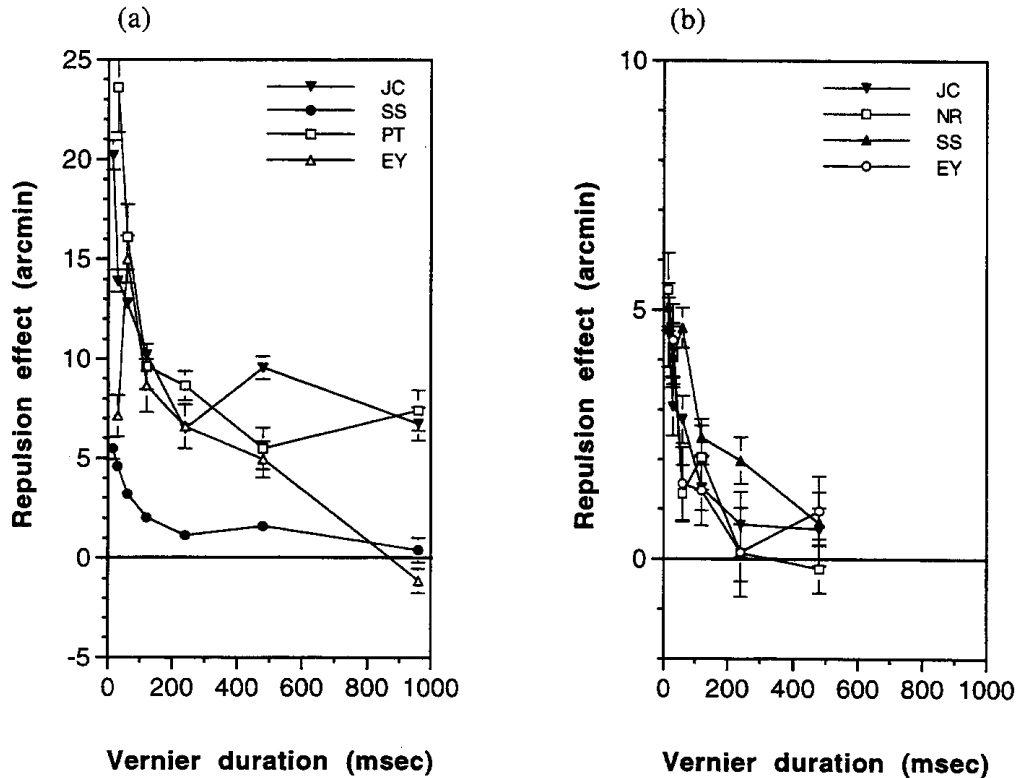 (a)
25
20
15
10
5
0
-5
0 200 400 600 800 1000
JC
SS
PT
EY
Repulsion effect (arcmin)
Vernier duration (msec)
(b)
10
5
0
0 200 400 600 800 1000
JC
NR
SS
EY
Repulsion effect (arcmin)
Vernier duration (msec)